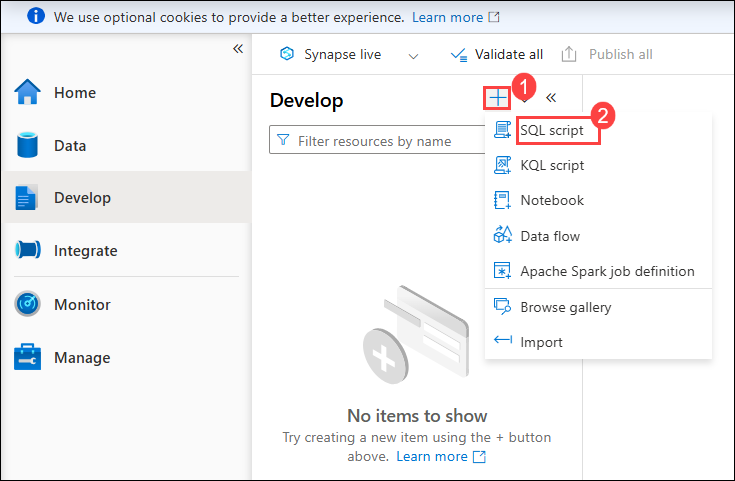 We use optional cookies to provide a better experience. Learn more
Synapse live
Validate all
Publish all
Home
Data
Develop
Integrate
Monitor
Manage
Develop
1
Filter resources by name
2
SQL script
KQL script
Notebook
Data flow
Apache Spark job definition
Browse gallery
Import
No items to show
Try creating a new item using the + button
above. Learn more